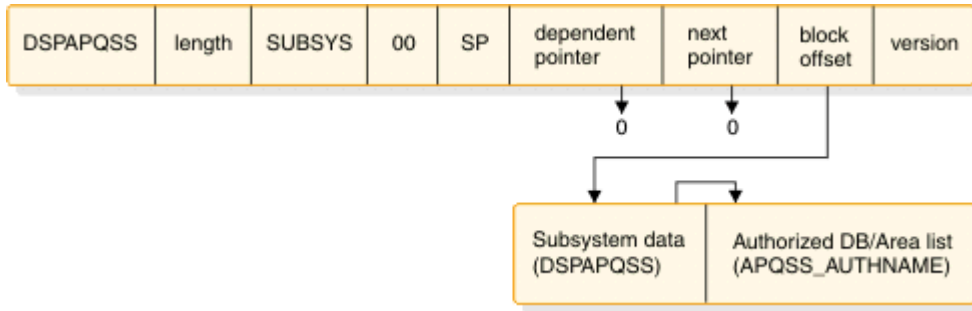 DSPAPQSS length SUBSYS 00 SP dependent pointer next pointer block offset version
0 0
Subsystem data
(DSPAPQSS)
Authorized DB/Area list
(APQSS_AUTHNAME)